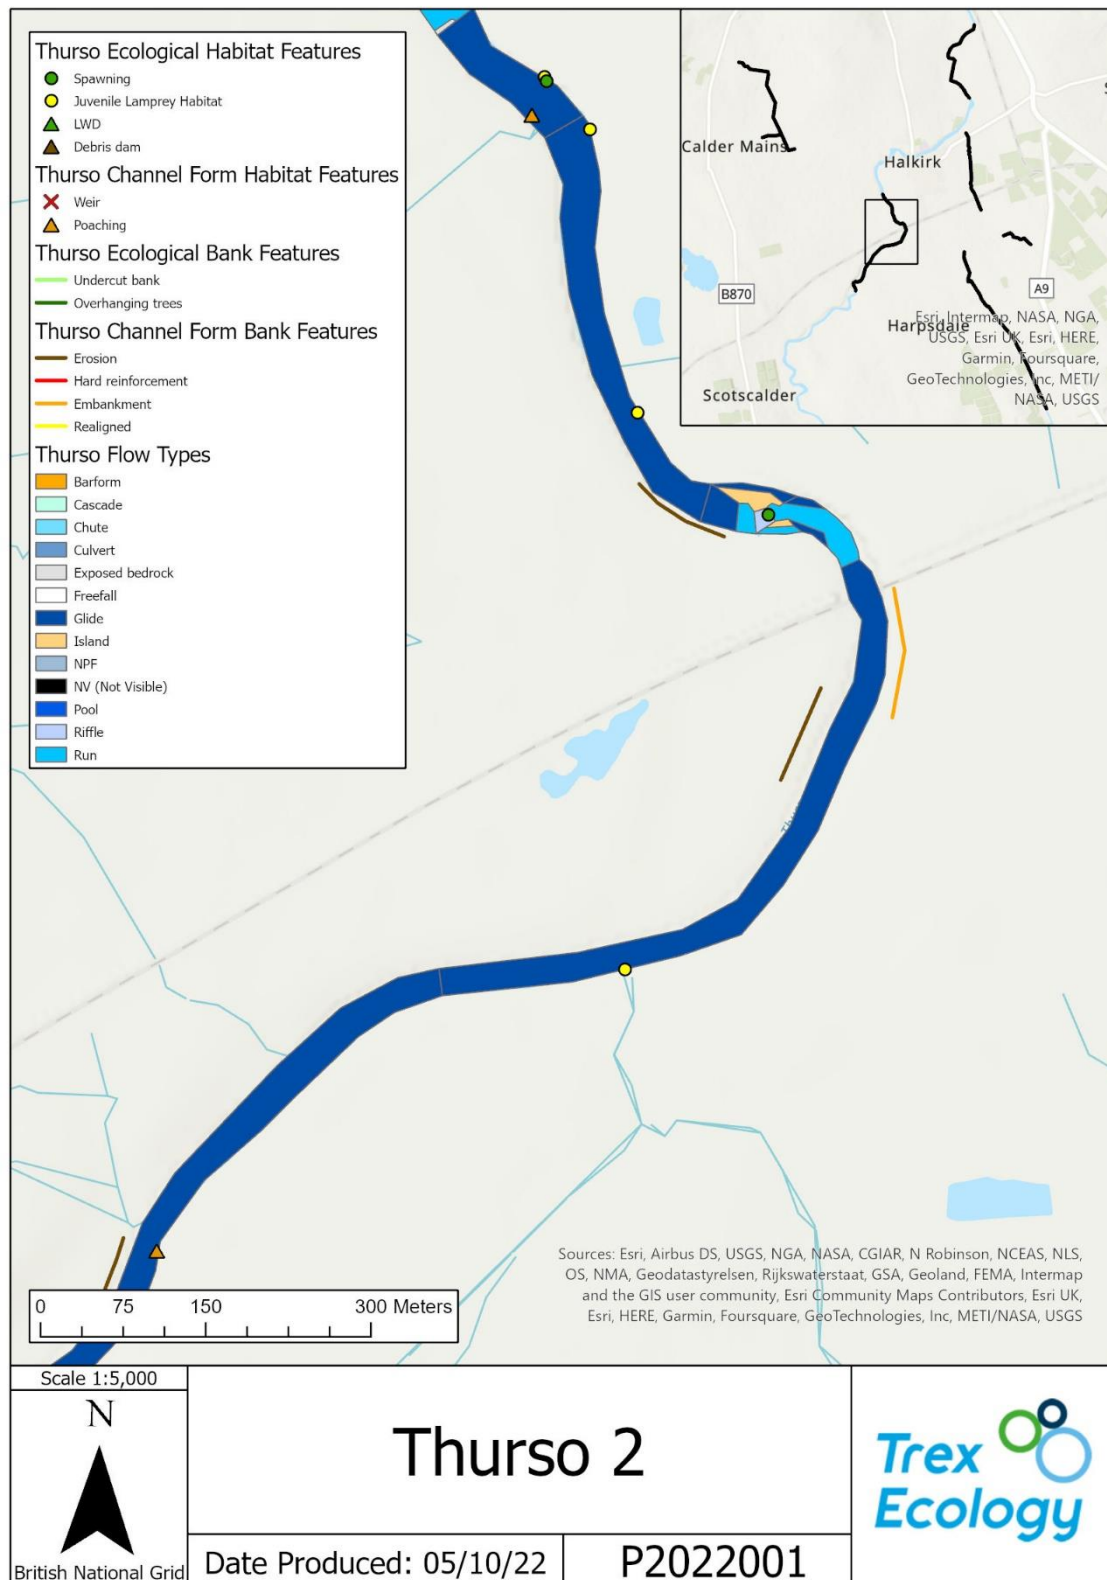 Thurso Ecological Habitat Features
Spawning
Juvenile Lamprey Habitat
LWD
Debris dam
Thurso Channel Form Habitat Features
Weir
Poaching
Thurso Ecological Bank Features
Undercut bank
Overhanging trees
Thurso Channel Form Bank Features
Erosion
Hard reinforcement
Embankment
Realigned
Thurso Flow Types
Barform
Cascade
Chute
Culvert
Exposed bedrock
Freefall
Glide
Island
NPF
NV (Not Visible)
Pool
Riffle
Run
Calder Mains
Halkirk
B870
A9
Harpsdale
Scotscalder
Esri, Intermap, NASA, NGA,
USGS, Esri UK, Esri, HERE,
Garmin, Foursquare,
GeoTechnologies, Inc, METI/
NASA, USGS
Sources: Esri, Airbus DS, USGS, NGA, NASA, CGIAR, N Robinson, NCEAS, NLS,
OS, NMA, Geodatastyrelsen, Rijkswaterstaat, GSA, Geoland, FEMA, Intermap
and the GIS user community, Esri Community Maps Contributors, Esri UK,
Esri, HERE, Garmin, Foursquare, GeoTechnologies, Inc, METI/NASA, USGS
0 75 150 300 Meters
Scale 1:5,000
N
British National Grid
Thurso 2
Date Produced: 05/10/22
P2022001
Trex
Ecology